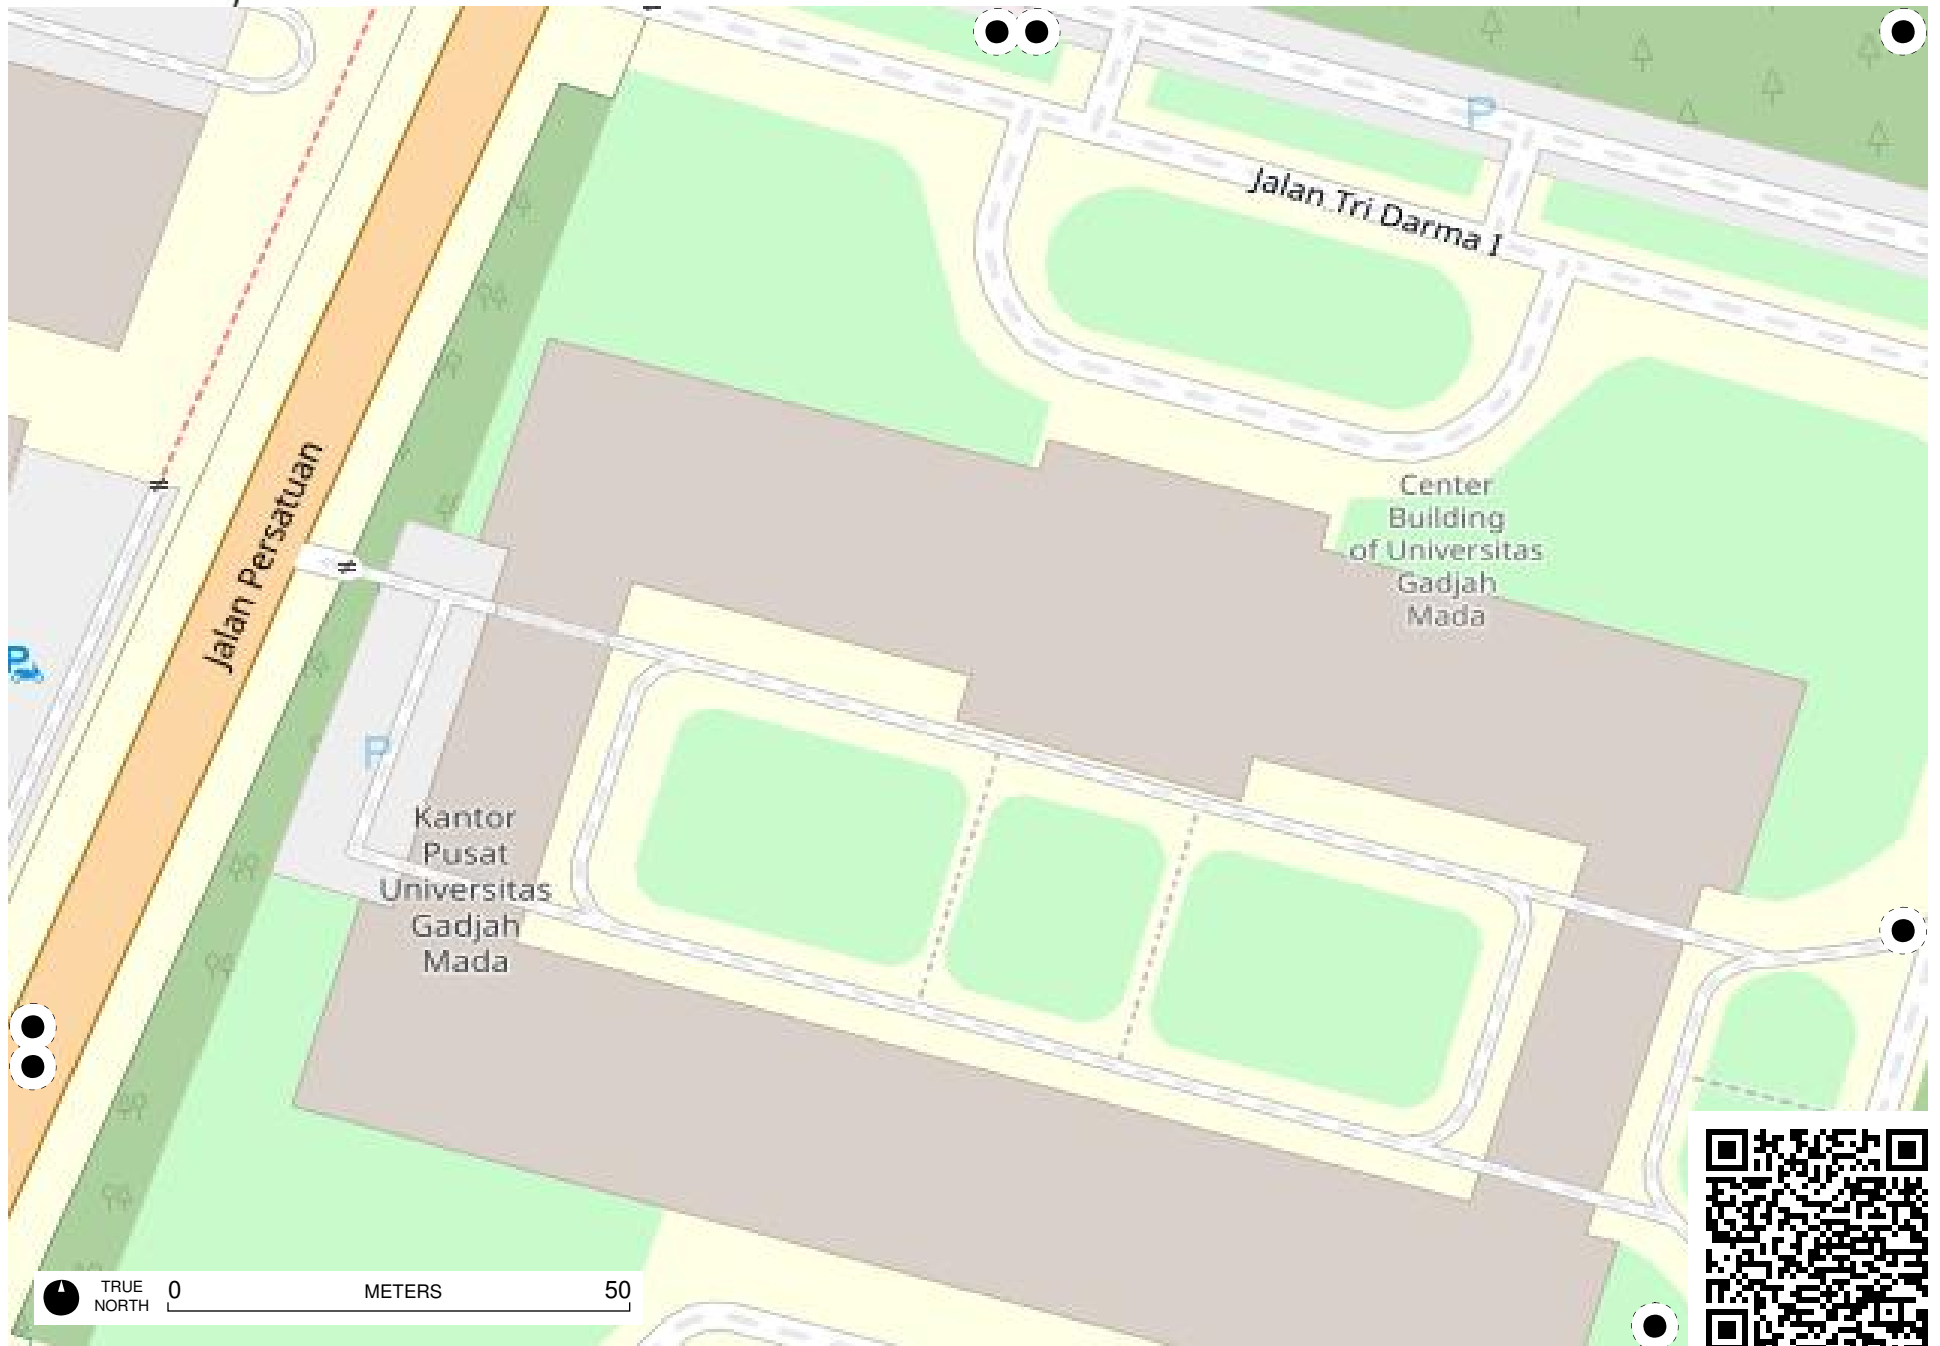 Jalan Tri Darma I
P
Jalan Persatuan
Center
Building
of Universitas
Gadjah
Mada
P
P
Kantor
Pusat
Universitas
Gadjah
Mada
TRUE
NORTH
0
METERS
50